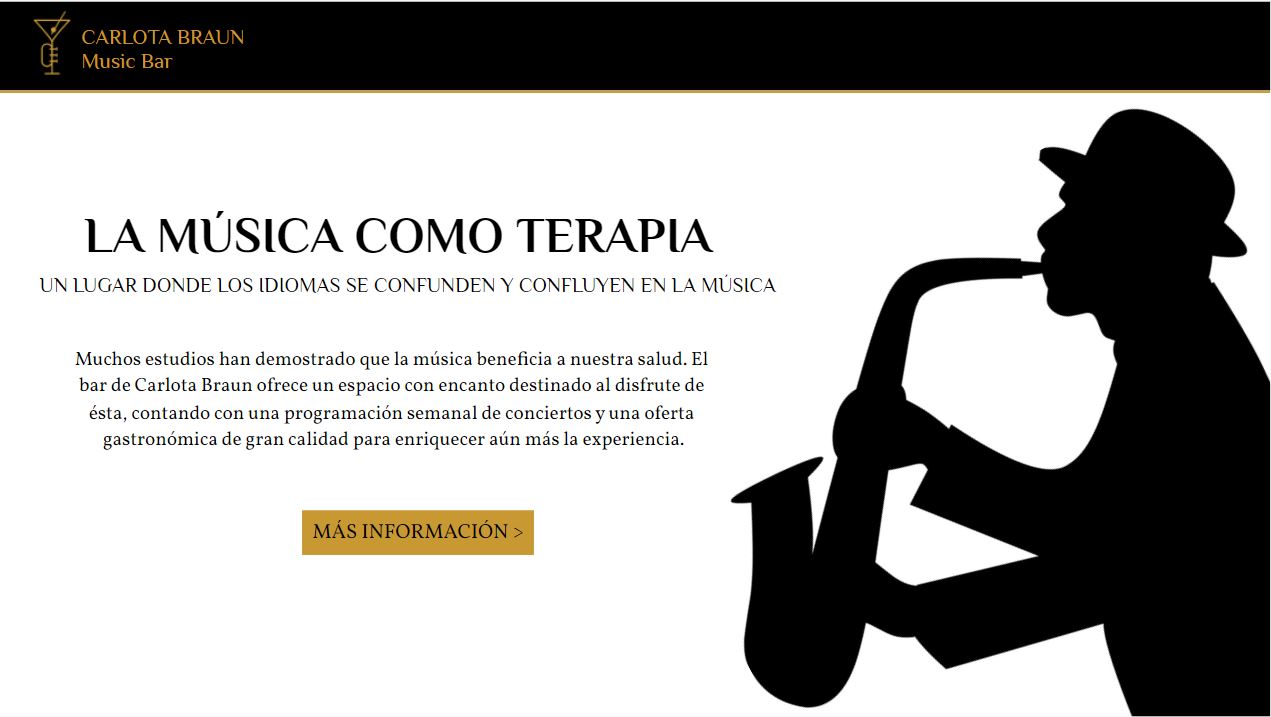 CARLOTA BRAUN
Music Bar
LA MÚSICA COMO TERAPIA
UN LUGAR DONDE LOS IDIOMAS SE CONFUNDEN Y CONFLUYEN EN LA MÚSICA
Muchos estudios han demostrado que la música beneficia a nuestra salud. El
bar de Carlota Braun ofrece un espacio con encanto destinado al disfrute de
ésta, contando con una programación semanal de conciertos y una oferta
gastronómica de gran calidad para enriquecer aún más la experiencia.
MÁS INFORMACIÓN >